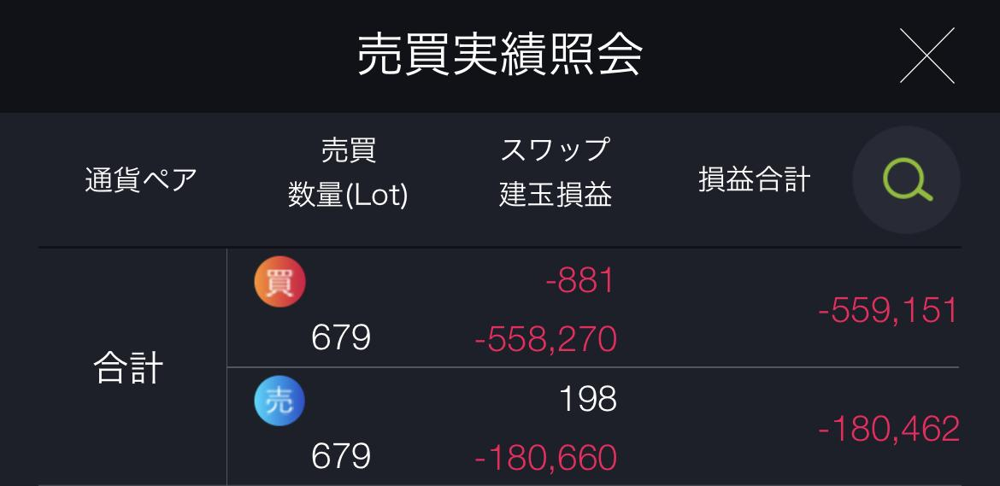 売買実績照会
通貨ペア
売買
数量(Lot)
スワップ
建玉損益
損益合計
合計
買
679
-881
-558,270
-559,151
売
679
198
-180,660
-180,462